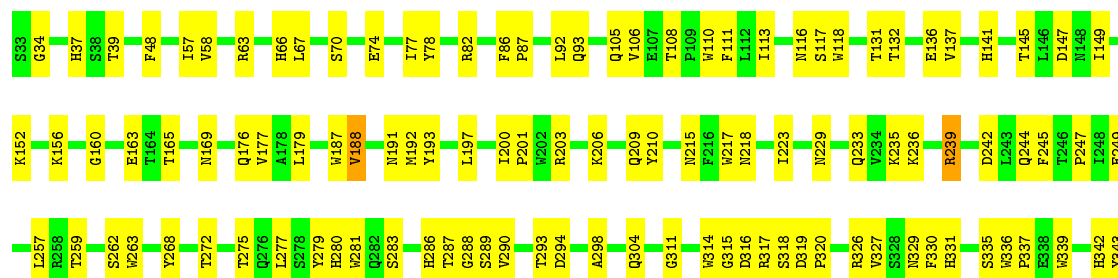 S33 G34 H37 S38 T39 F48 I57 V58 R63 H66 L67 S70 E74 I77 Y78 R82 F86 P87 L92 Q93 Q105 V106 E107 T108 P109 W110 F111 L112 I113 N116 S117 W118 T131 T132 E136 V137 H141 T145 L146 D147 N148 I149
K152 K156 G160 E163 T164 T165 N169 Q176 V177 A178 L179 W187 V188 N191 M192 Y193 L197 I200 P201 W202 R203 K206 Q209 Y210 N215 F216 W217 N218 I223 N229 Q233 V234 K235 K236 R239 D242 L243 Q244 F245 T246 P247 I248
L257 R258 T259 S262 W263 Y268 T272 T275 Q276 L277 S278 Y279 H280 W281 Q282 S283 H286 T287 G288 S289 V290 T293 D294 A298 Q304 G311 W314 G315 D316 R317 S318 D319 P320 R326 V327 S328 N329 F330 H331 S335 W336 P337 E338 W339 H342